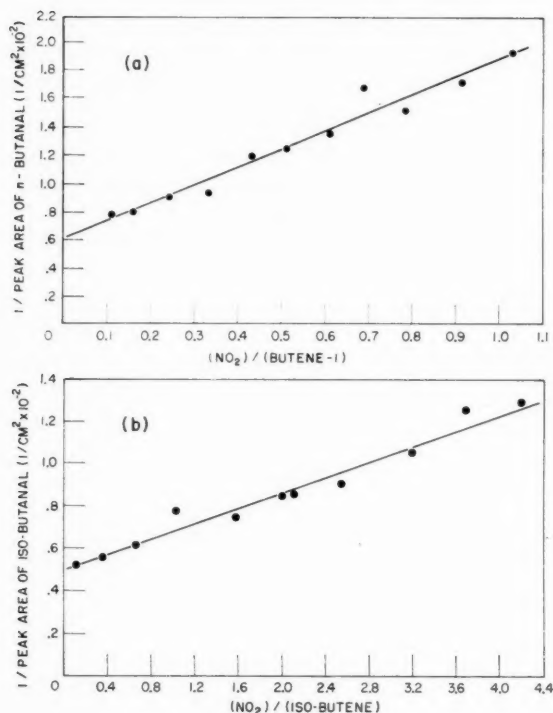 2.2
2.0
1.8
1.6
1.4
1.2
1.0
.8
.6
.4
.2
0
(a)
1/PEAK AREA OF n-BUTANAL (1/CM²x10⁻²)
0.1 0.2 0.3 0.4 0.5 0.6 0.7 0.8 0.9 1.0 1.1
(NO₂)/(BUTENE-1)
1.4
1.2
1.0
.8
.6
.4
.2
0
(b)
1/PEAK AREA OF ISO-BUTANAL (1/CM²x10⁻²)
0.4 0.8 1.2 1.6 2.0 2.4 2.8 3.2 3.6 4.0 4.4
(NO₂)/(ISO-BUTENE)